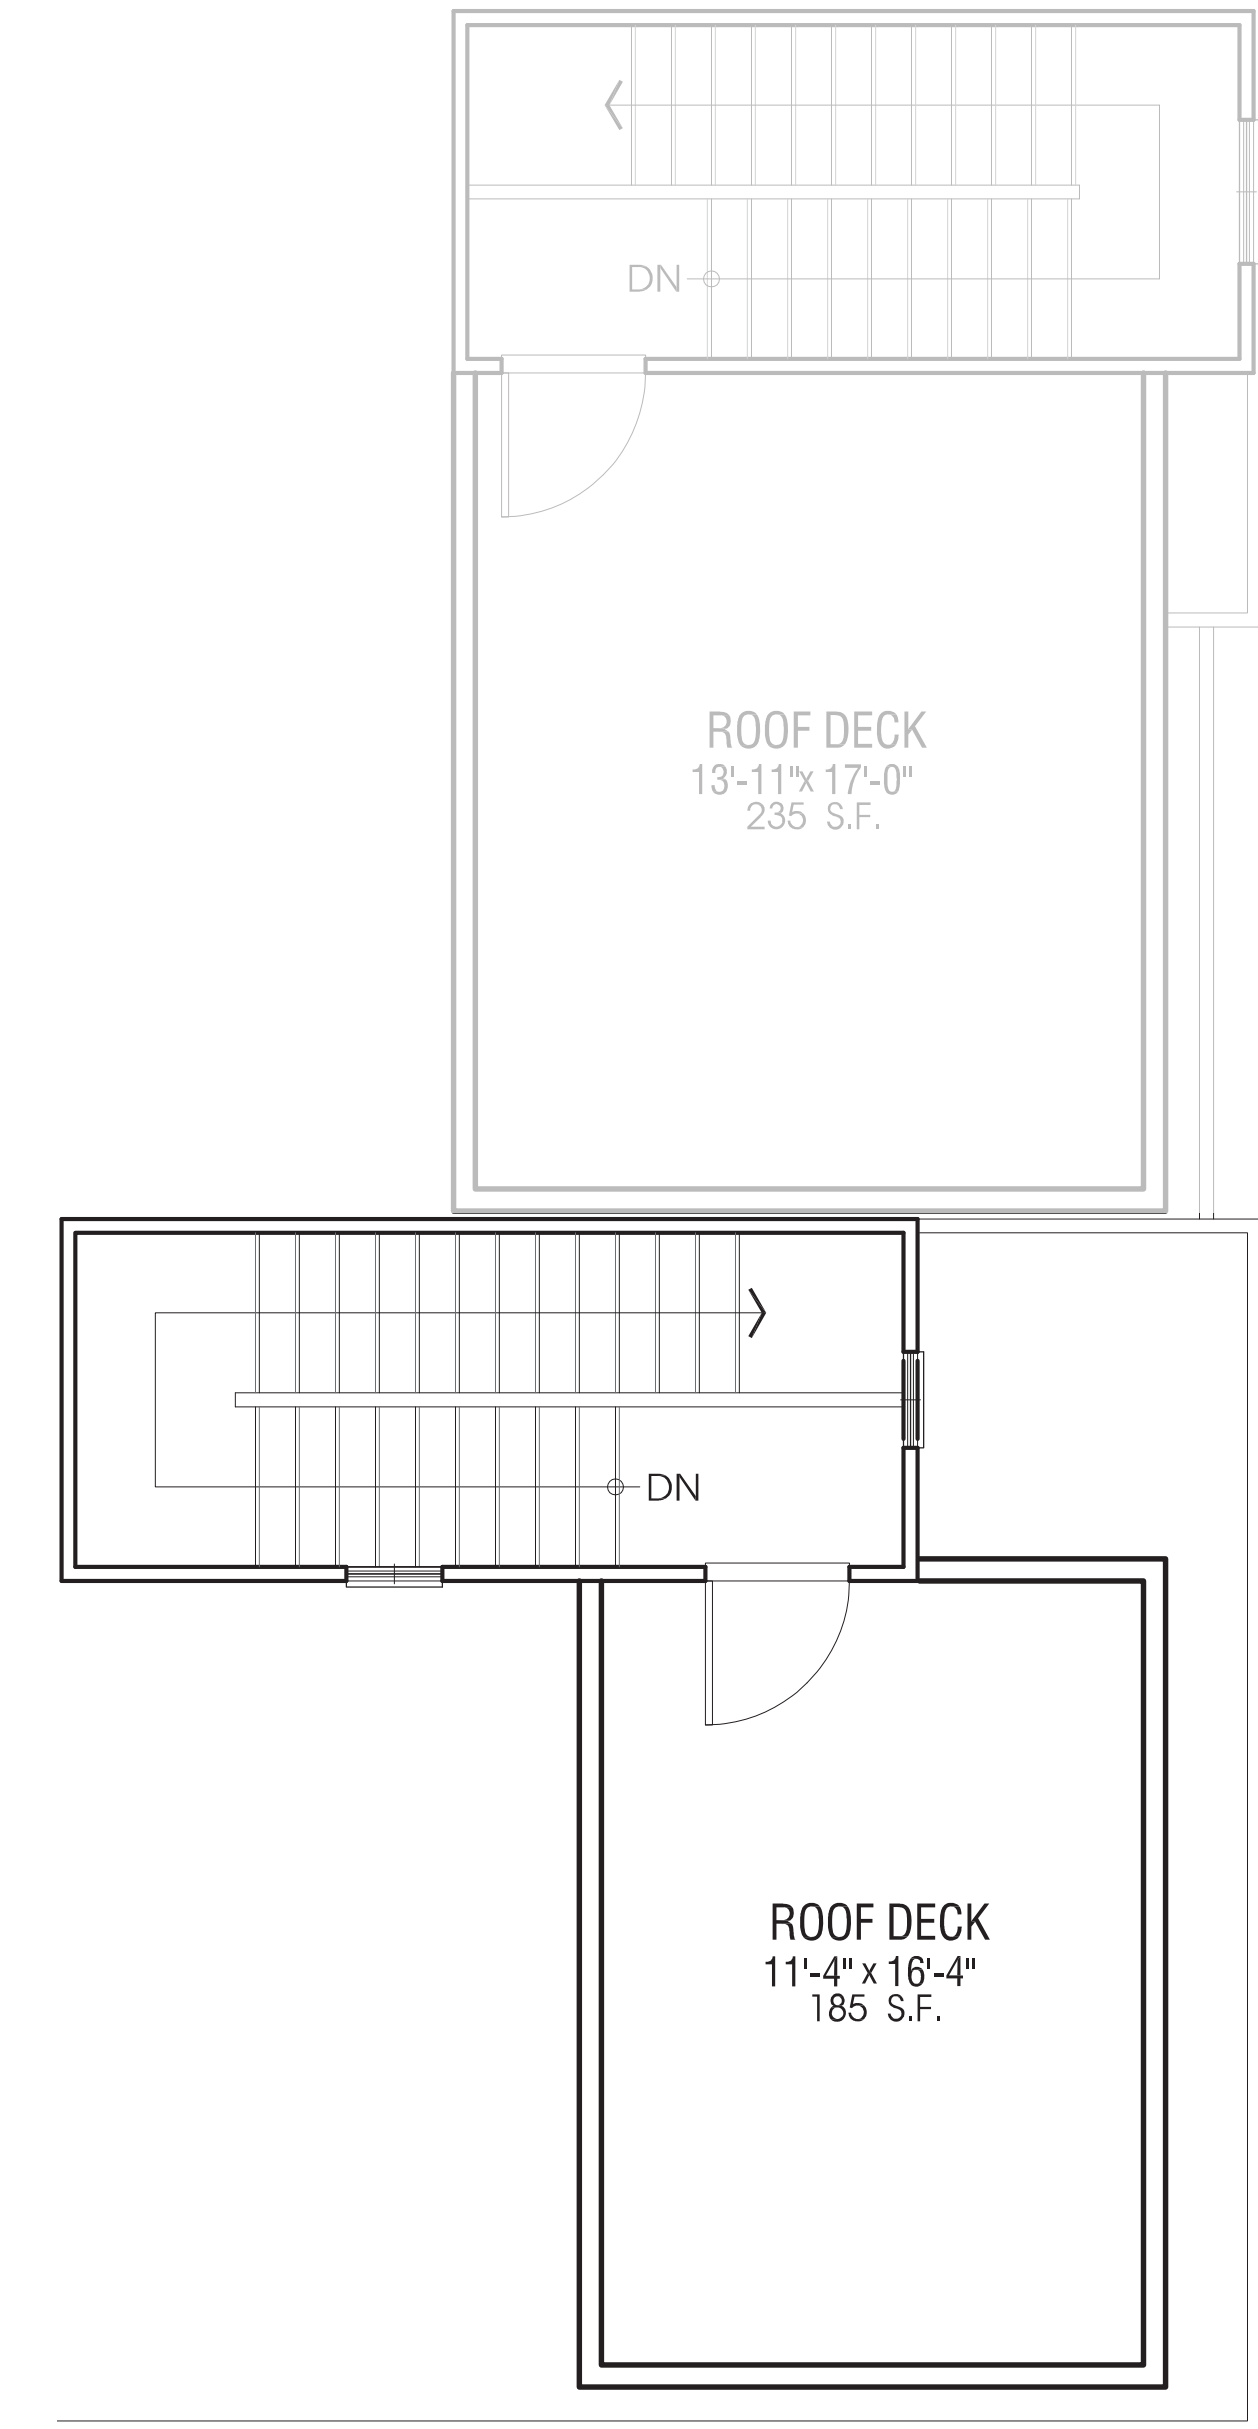 DN
ROOF DECK
13'-11"x 17'-0"
235 S.F.
DN
ROOF DECK
11'-4" x 16'-4"
185 S.F.